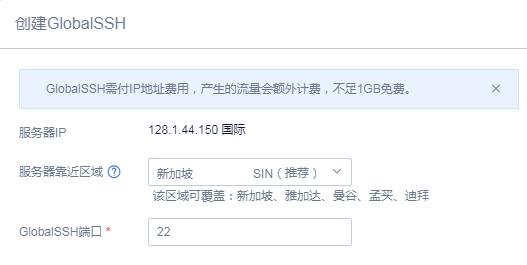 创建GlobalSSH
GlobalSSH需付IP地址费用，产生的流量会额外计费，不足1GB免费。
服务器IP 128.1.44.150 国际
服务器靠近区域 ? 新加坡 SIN（推荐）
该区域可覆盖：新加坡、雅加达、曼谷、孟买、迪拜
GlobalSSH端口 * 22